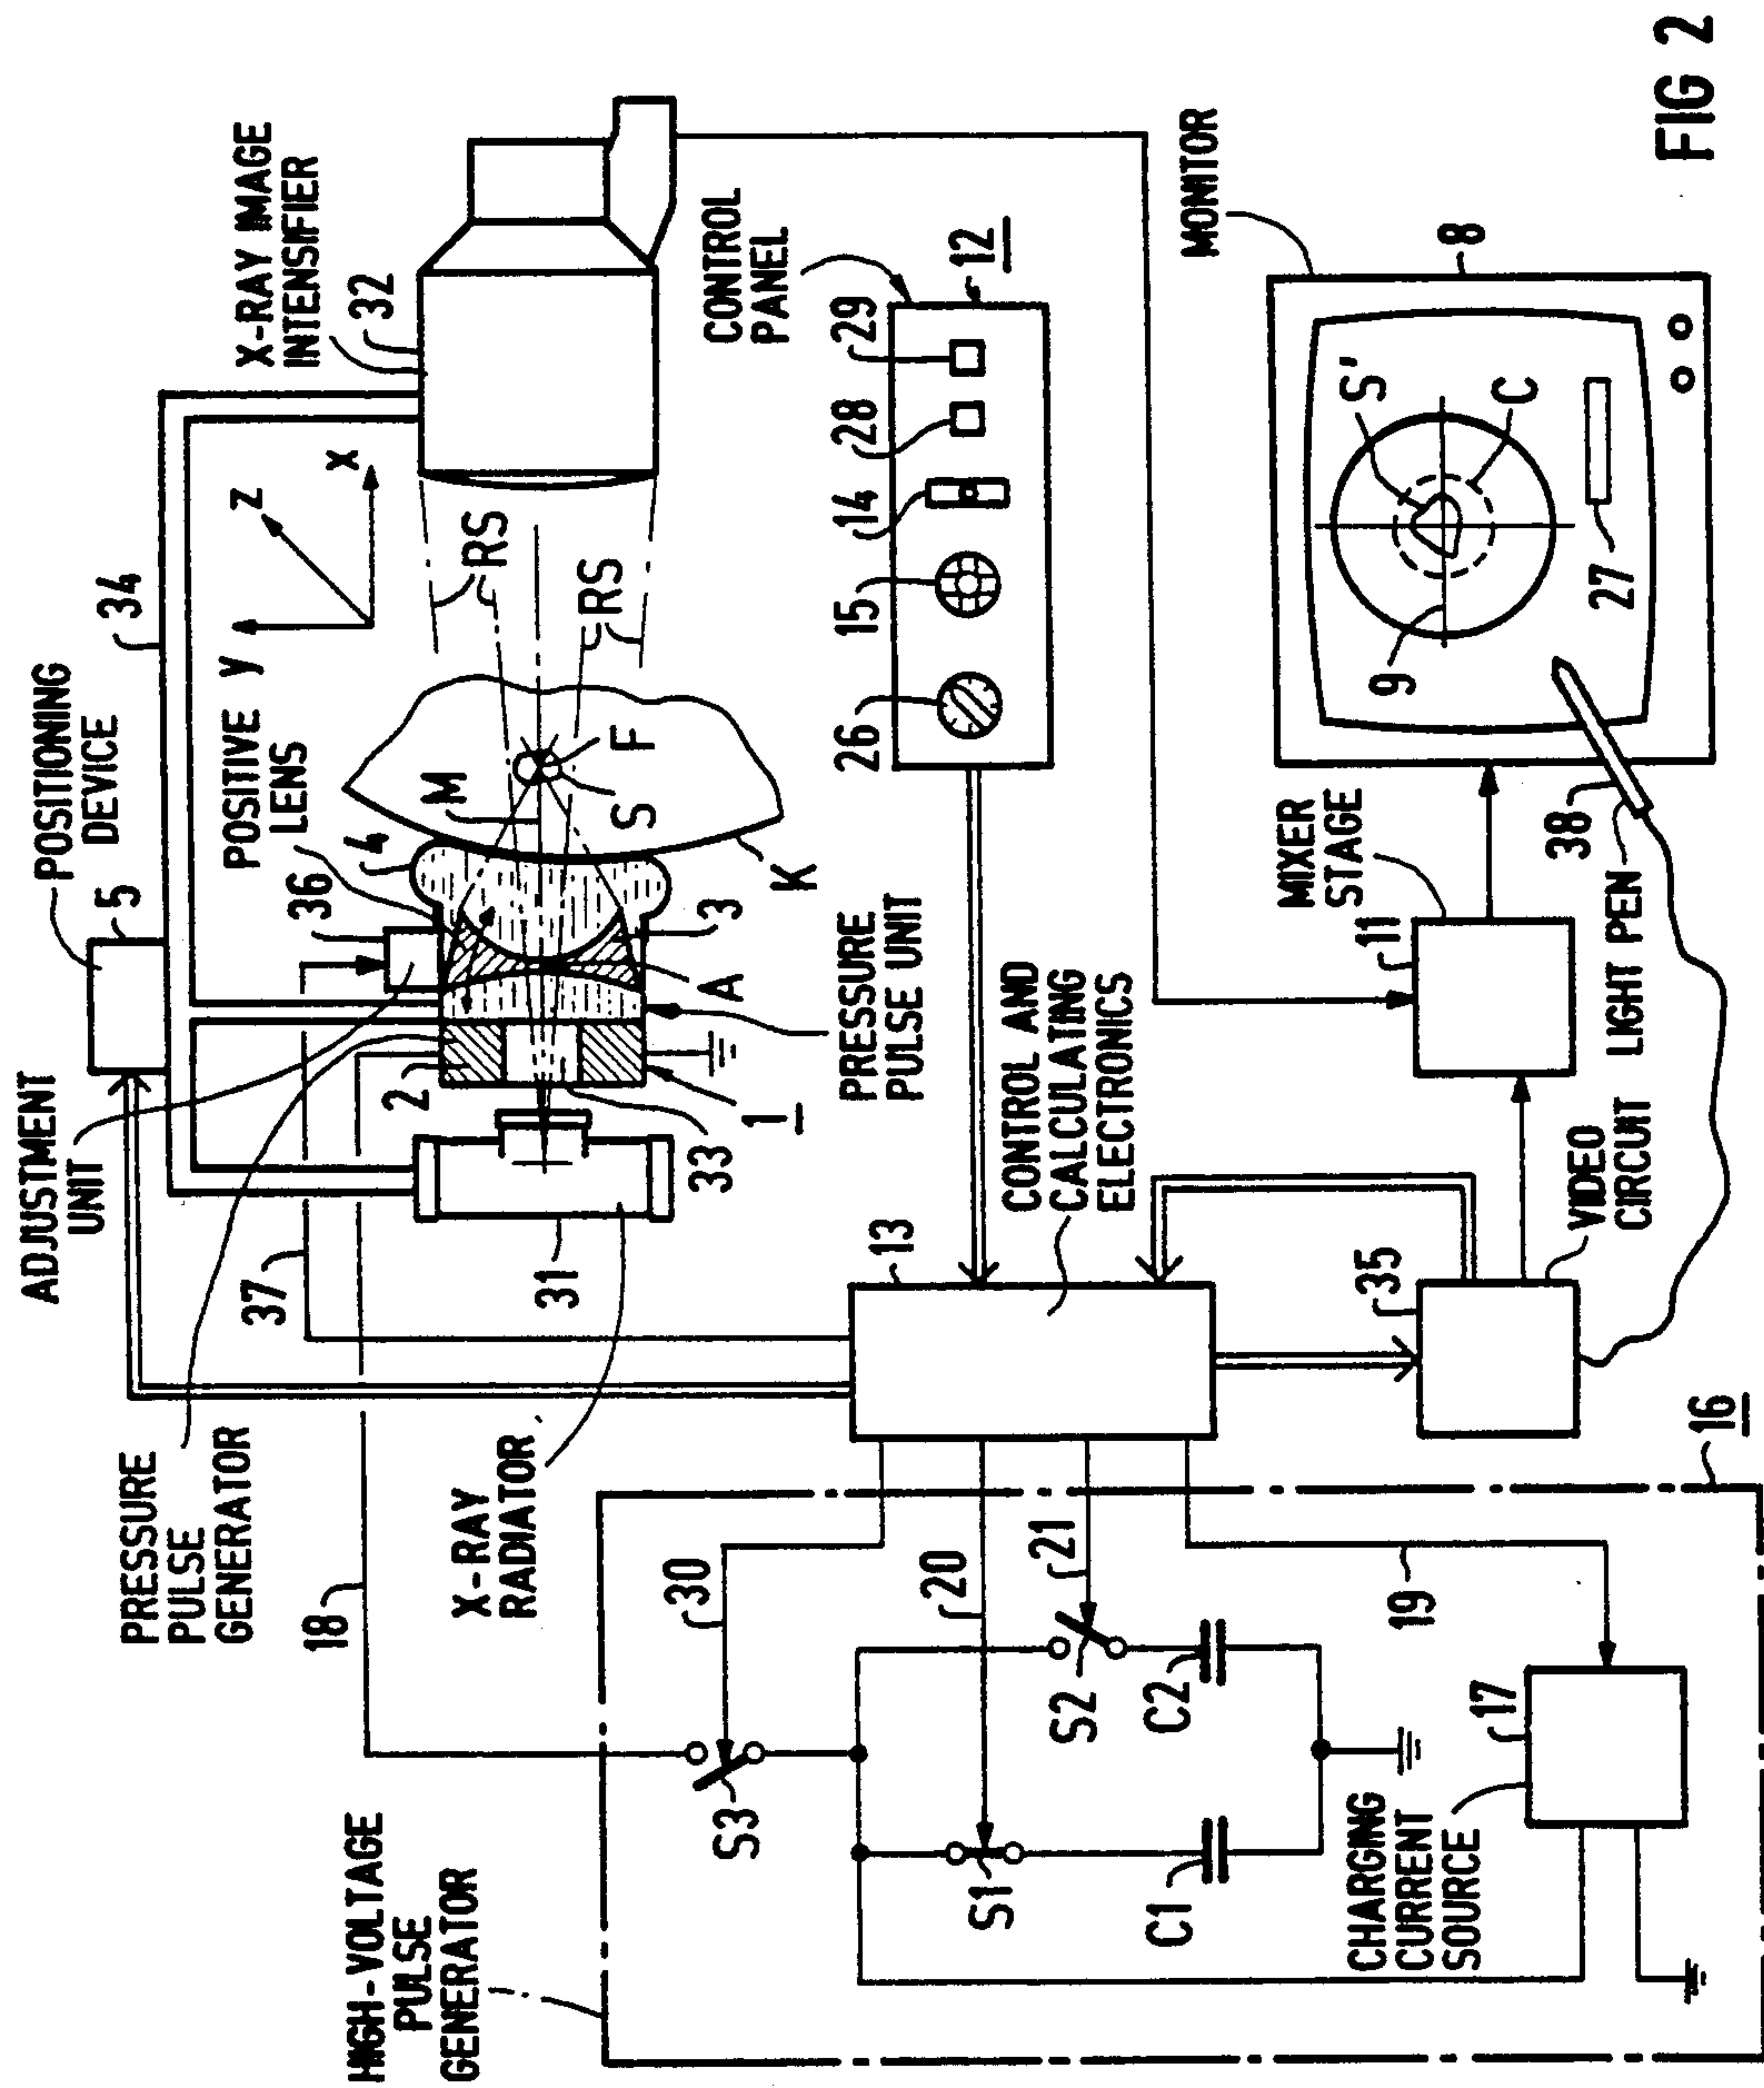 ADJUSTMENT
UNIT
POSITIONING
DEVICE
5
34
X-RAY IMAGE
INTENSIFIER
32
POSITIVE
LENS
36
4
y
z
x
RS
RS
M
F
S
K
37
2
3
A
1
33
31
PRESSURE
PULSE
GENERATOR
18
X-RAY
RADIATOR
PRESSURE
PULSE UNIT
CONTROL
PANEL
12
26
15
14
28
29
CONTROL AND
CALCULATING
ELECTRONICS
13
HIGH-VOLTAGE
PULSE
GENERATOR
S3
30
20
21
S1
S2
C1
C2
19
CHARGING
CURRENT
SOURCE
17
16
35
VIDEO
CIRCUIT
MIXER
STAGE
11
LIGHT PEN
38
MONITOR
8
9
S'
C
27
FIG 2